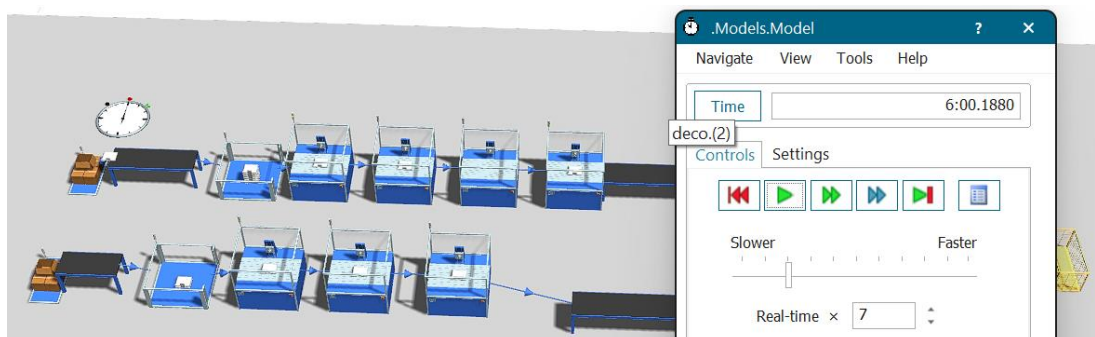 .Models.Model ? ×
Navigate View Tools Help
Time 6:00.1880
deco.(2)
Controls Settings
Slower Faster
Real-time × 7